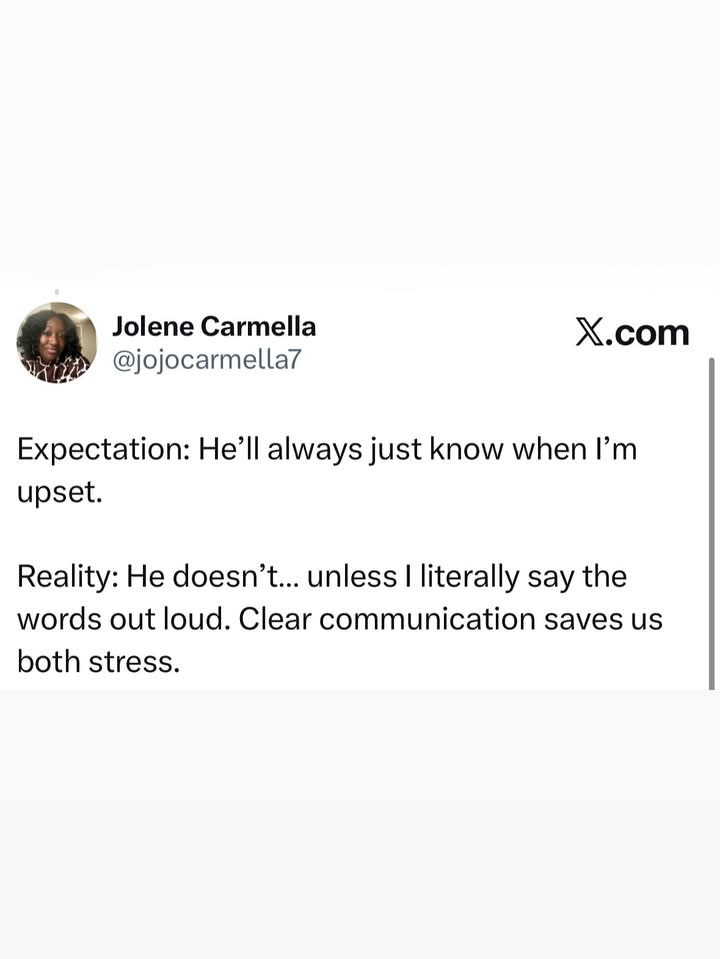 Jolene Carmella
X.com
@jojocarmella7
Expectation: He’ll always just know when I’m
upset.
Reality: He doesn’t... unless I literally say the
words out loud. Clear communication saves us
both stress.